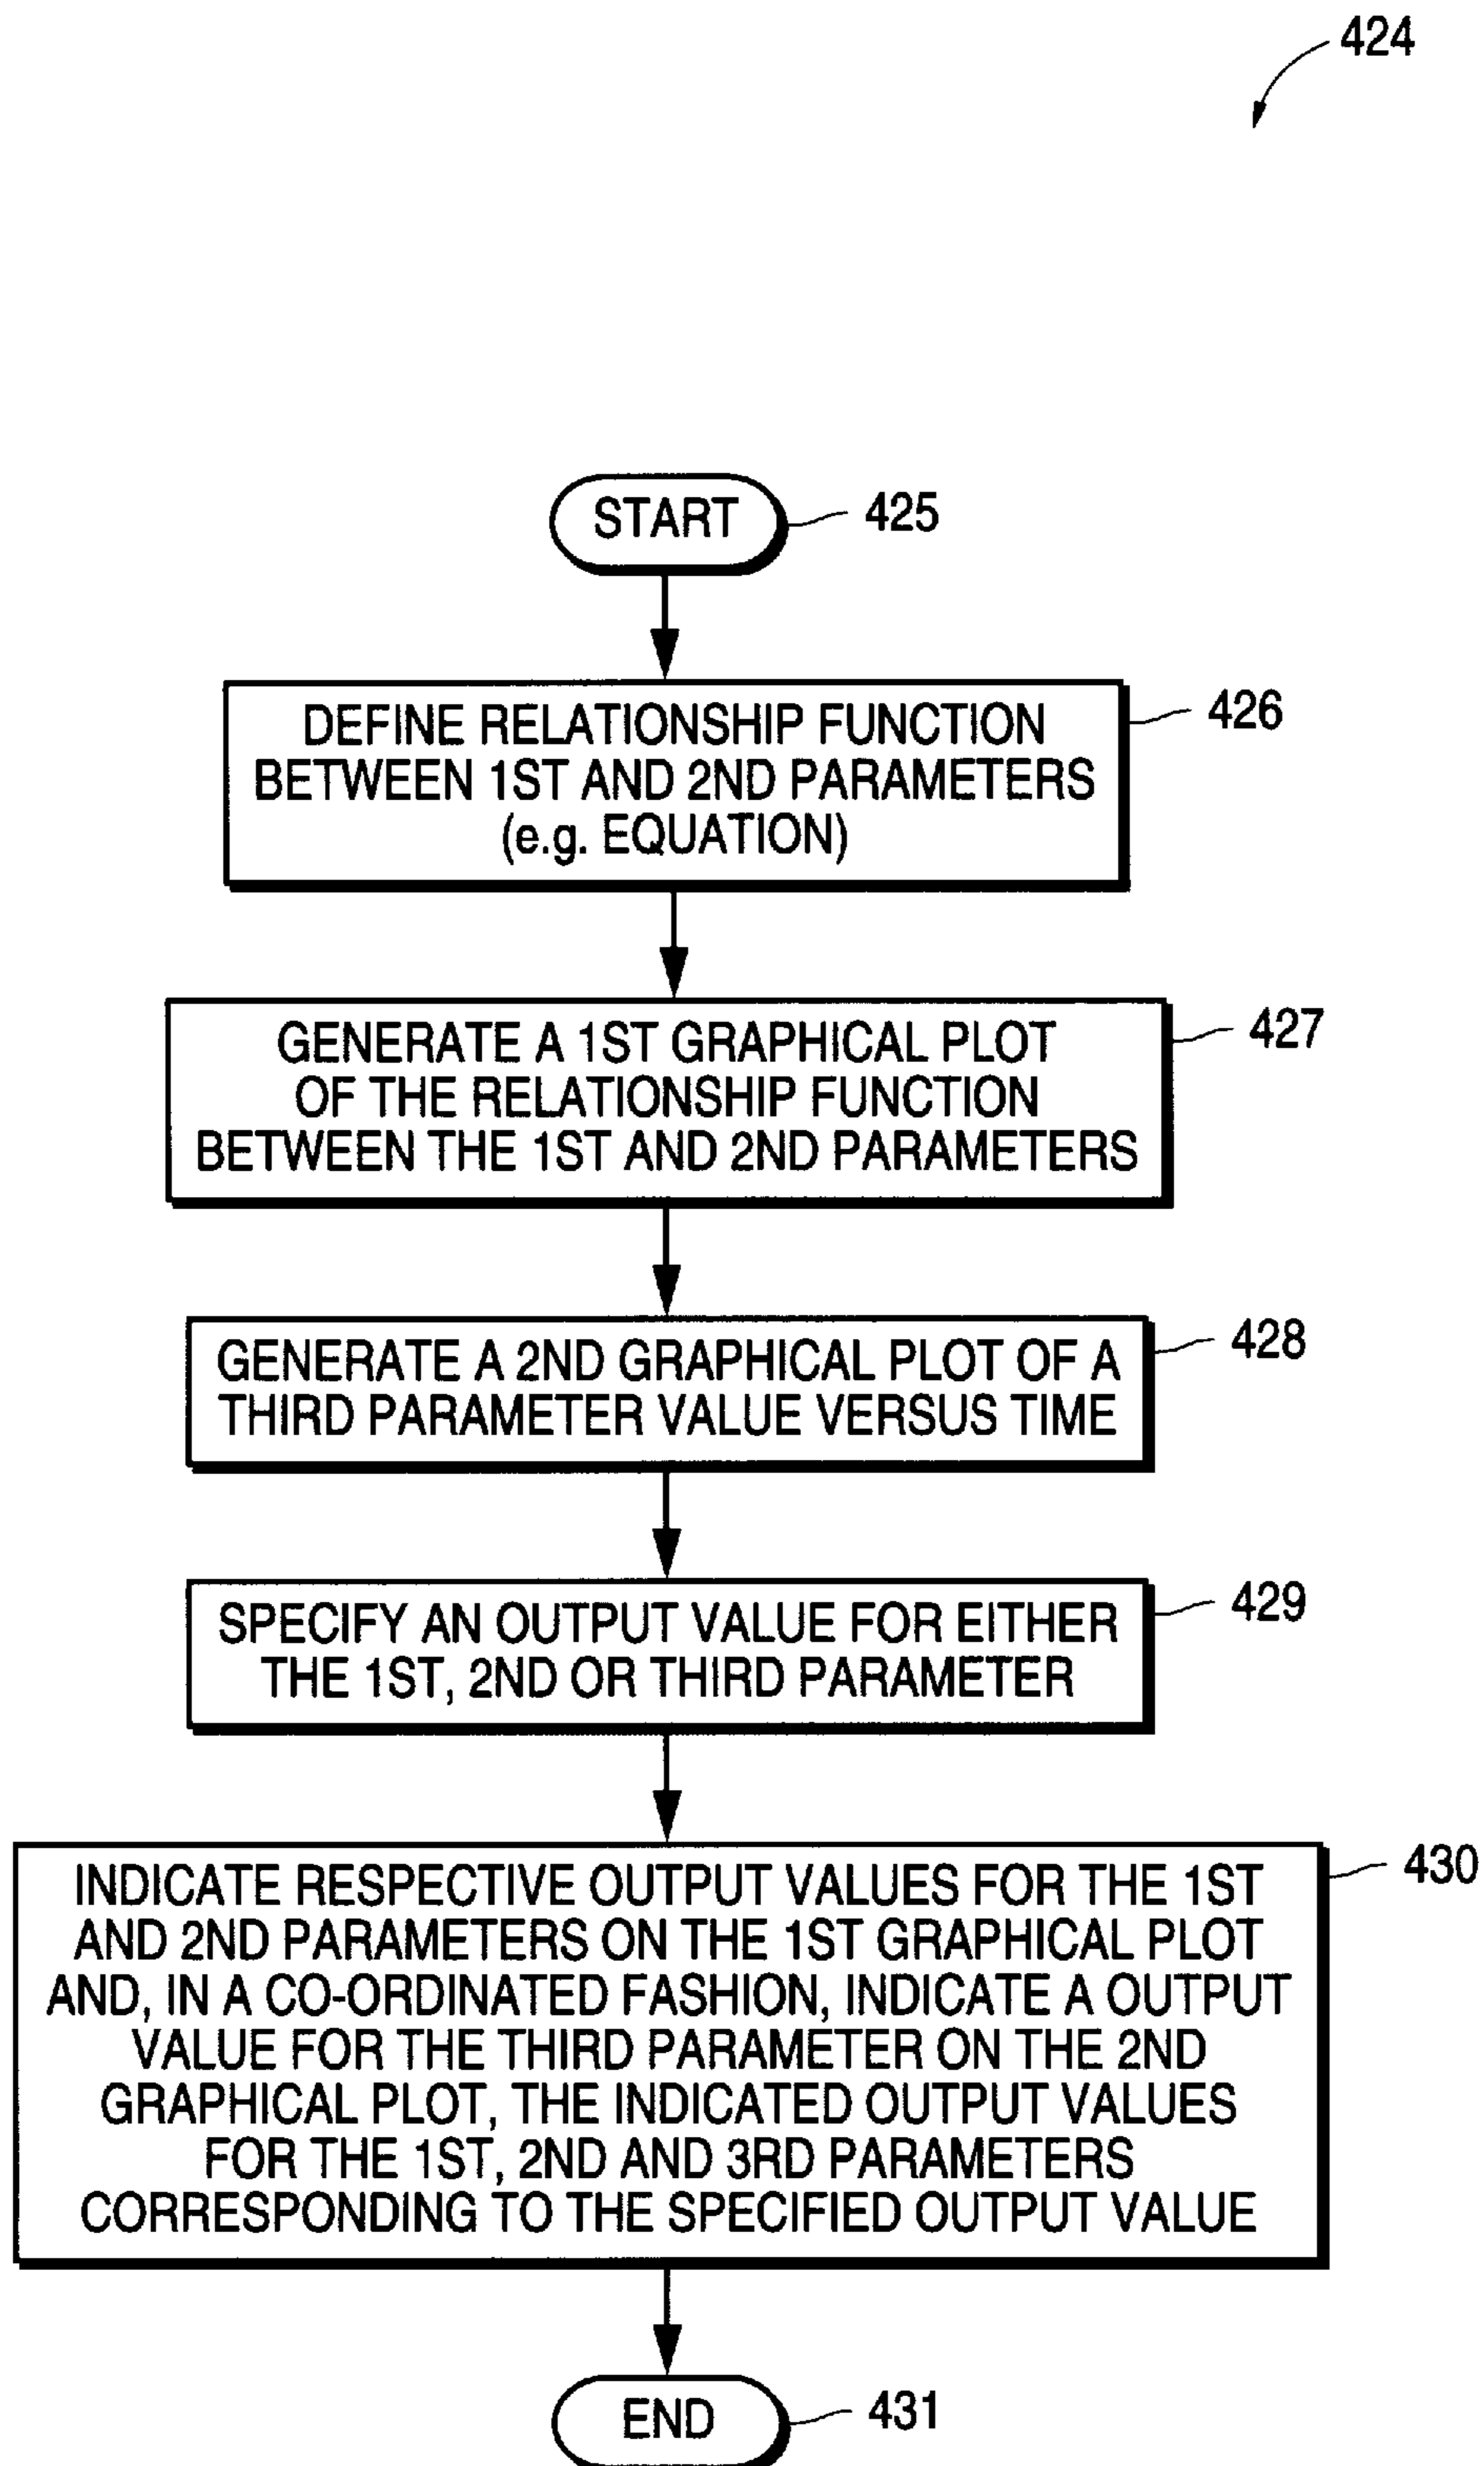 424
START
425
DEFINE RELATIONSHIP FUNCTION
BETWEEN 1ST AND 2ND PARAMETERS
(e.g. EQUATION)
426
GENERATE A 1ST GRAPHICAL PLOT
OF THE RELATIONSHIP FUNCTION
BETWEEN THE 1ST AND 2ND PARAMETERS
427
GENERATE A 2ND GRAPHICAL PLOT OF A
THIRD PARAMETER VALUE VERSUS TIME
428
SPECIFY AN OUTPUT VALUE FOR EITHER
THE 1ST, 2ND OR THIRD PARAMETER
429
INDICATE RESPECTIVE OUTPUT VALUES FOR THE 1ST
AND 2ND PARAMETERS ON THE 1ST GRAPHICAL PLOT
AND, IN A CO-ORDINATED FASHION, INDICATE A OUTPUT
VALUE FOR THE THIRD PARAMETER ON THE 2ND
GRAPHICAL PLOT, THE INDICATED OUTPUT VALUES
FOR THE 1ST, 2ND AND 3RD PARAMETERS
CORRESPONDING TO THE SPECIFIED OUTPUT VALUE
430
END
431